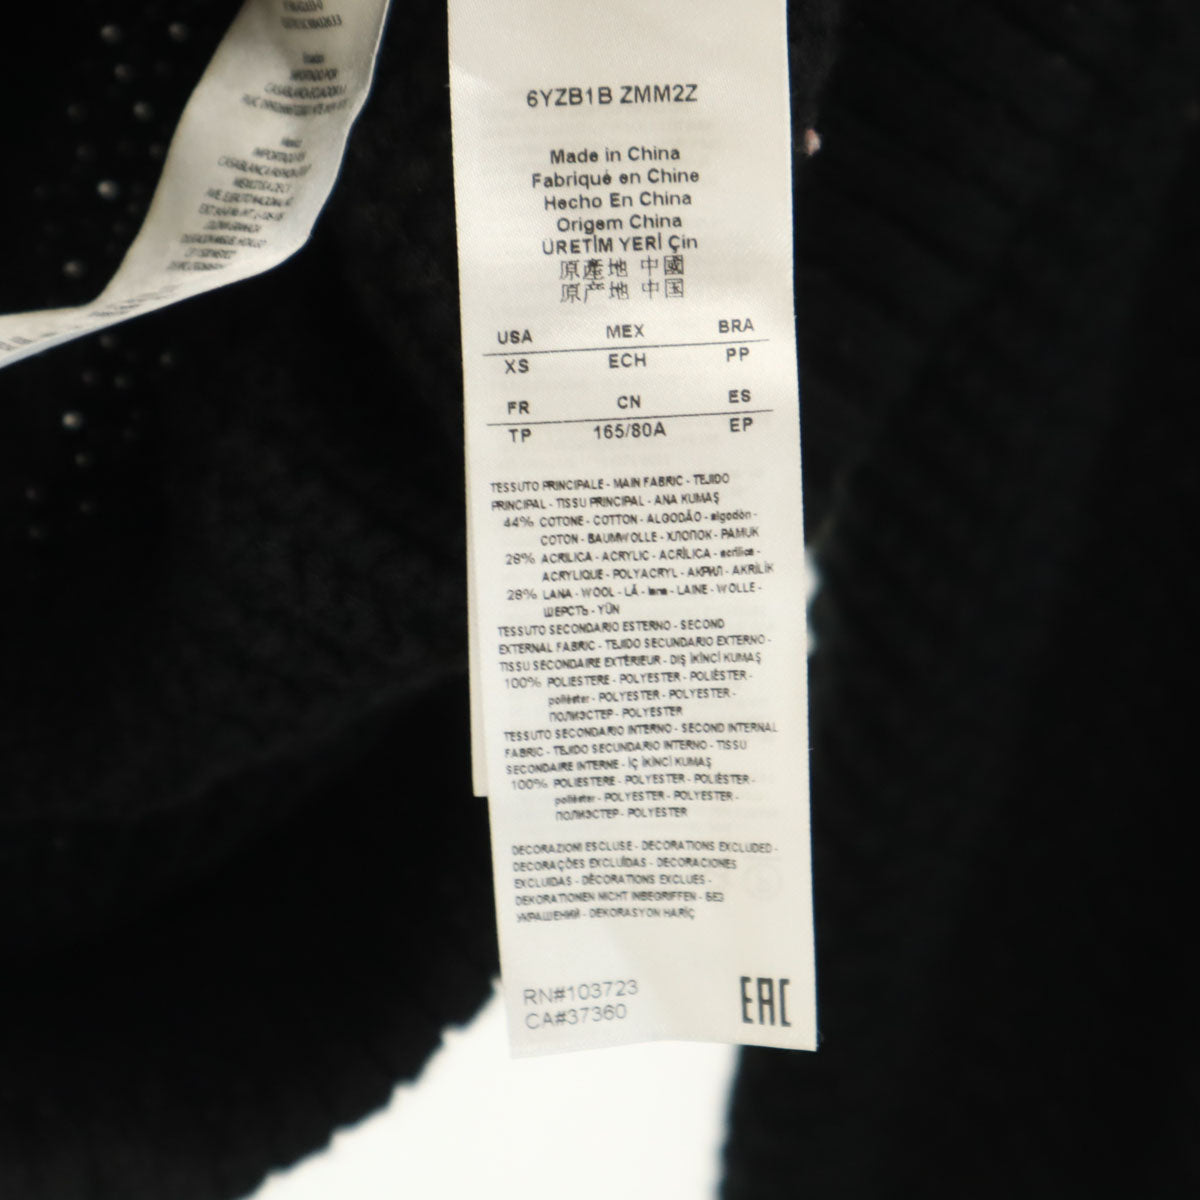 6YZB1B ZMM2Z
Made in China
Fabriqué en Chine
Hecho En China
Origem China
ÜRETİM YERİ Çin
原產地 中國
原产地 中国
USA MEX BRA
XS ECH PP
FR CN ES
TP 165/80A EP
TESSUTO PRINCIPALE - MAIN FABRIC - TEJIDO
PRINCIPAL - TISSU PRINCIPAL - ANA KUMAŞ
44% COTONE - COTTON - ALGODÃO - algodón -
COTON - BAUMWOLLE - ХЛОПОК - PAMUK
28% ACRILICA - ACRYLIC - ACRÍLICA - acrílica -
ACRYLIQUE - POLYACRYL - АКРИЛ - AKRİLİK
28% LANA - WOOL - LÃ - lana - LAINE - WOLLE -
ШЕРСТЬ - YÜN
TESSUTO SECONDARIO ESTERNO - SECOND
EXTERNAL FABRIC - TEJIDO SECUNDARIO EXTERNO -
TISSU SECONDAIRE EXTÉRIEUR - DIŞ İKİNCİ KUMAŞ
100% POLIESTERE - POLYESTER - POLIÉSTER -
poliéster - POLYESTER - POLYESTER -
ПОЛИЭСТЕР - POLYESTER
TESSUTO SECONDARIO INTERNO - SECOND INTERNAL
FABRIC - TEJIDO SECUNDARIO INTERNO - TISSU
SECONDAIRE INTERNE - İÇ İKİNCİ KUMAŞ
100% POLIESTERE - POLYESTER - POLIÉSTER -
poliéster - POLYESTER - POLYESTER -
ПОЛИЭСТЕР - POLYESTER
DECORAZIONI ESCLUSE - DECORATIONS EXCLUDED -
DECORAÇÕES EXCLUÍDAS - DECORACIONES
EXCLUIDAS - DÉCORATIONS EXCLUES -
DEKORATIONEN NICHT INBEGRIFFEN - БЕЗ
УКРАШЕНИЙ - DEKORASYON HARİÇ
RN#103723
CA#37360
EAC